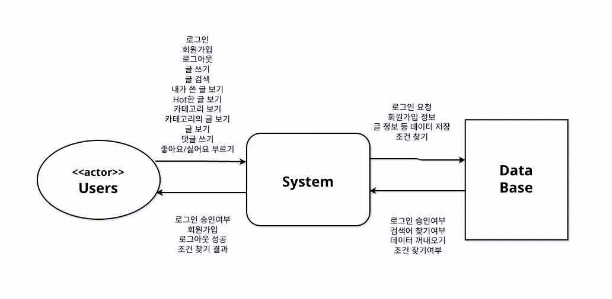 로그인
회원가입
로그아웃
글 쓰기
글 검색
내가 쓴 글 보기
Hot한 글 보기
카테고리 보기
카테고리의 글 보기
글 보기
댓글 쓰기
좋아요/싫어요 부르기
<<actor>>
Users
로그인 승인여부
회원가입
로그아웃 성공
조건 찾기 결과
System
로그인 요청
회원가입 정보
글 정보 등 데이터 저장
조건 찾기
로그인 승인여부
검색어 찾기여부
데이터 꺼내오기
조건 찾기여부
Data
Base